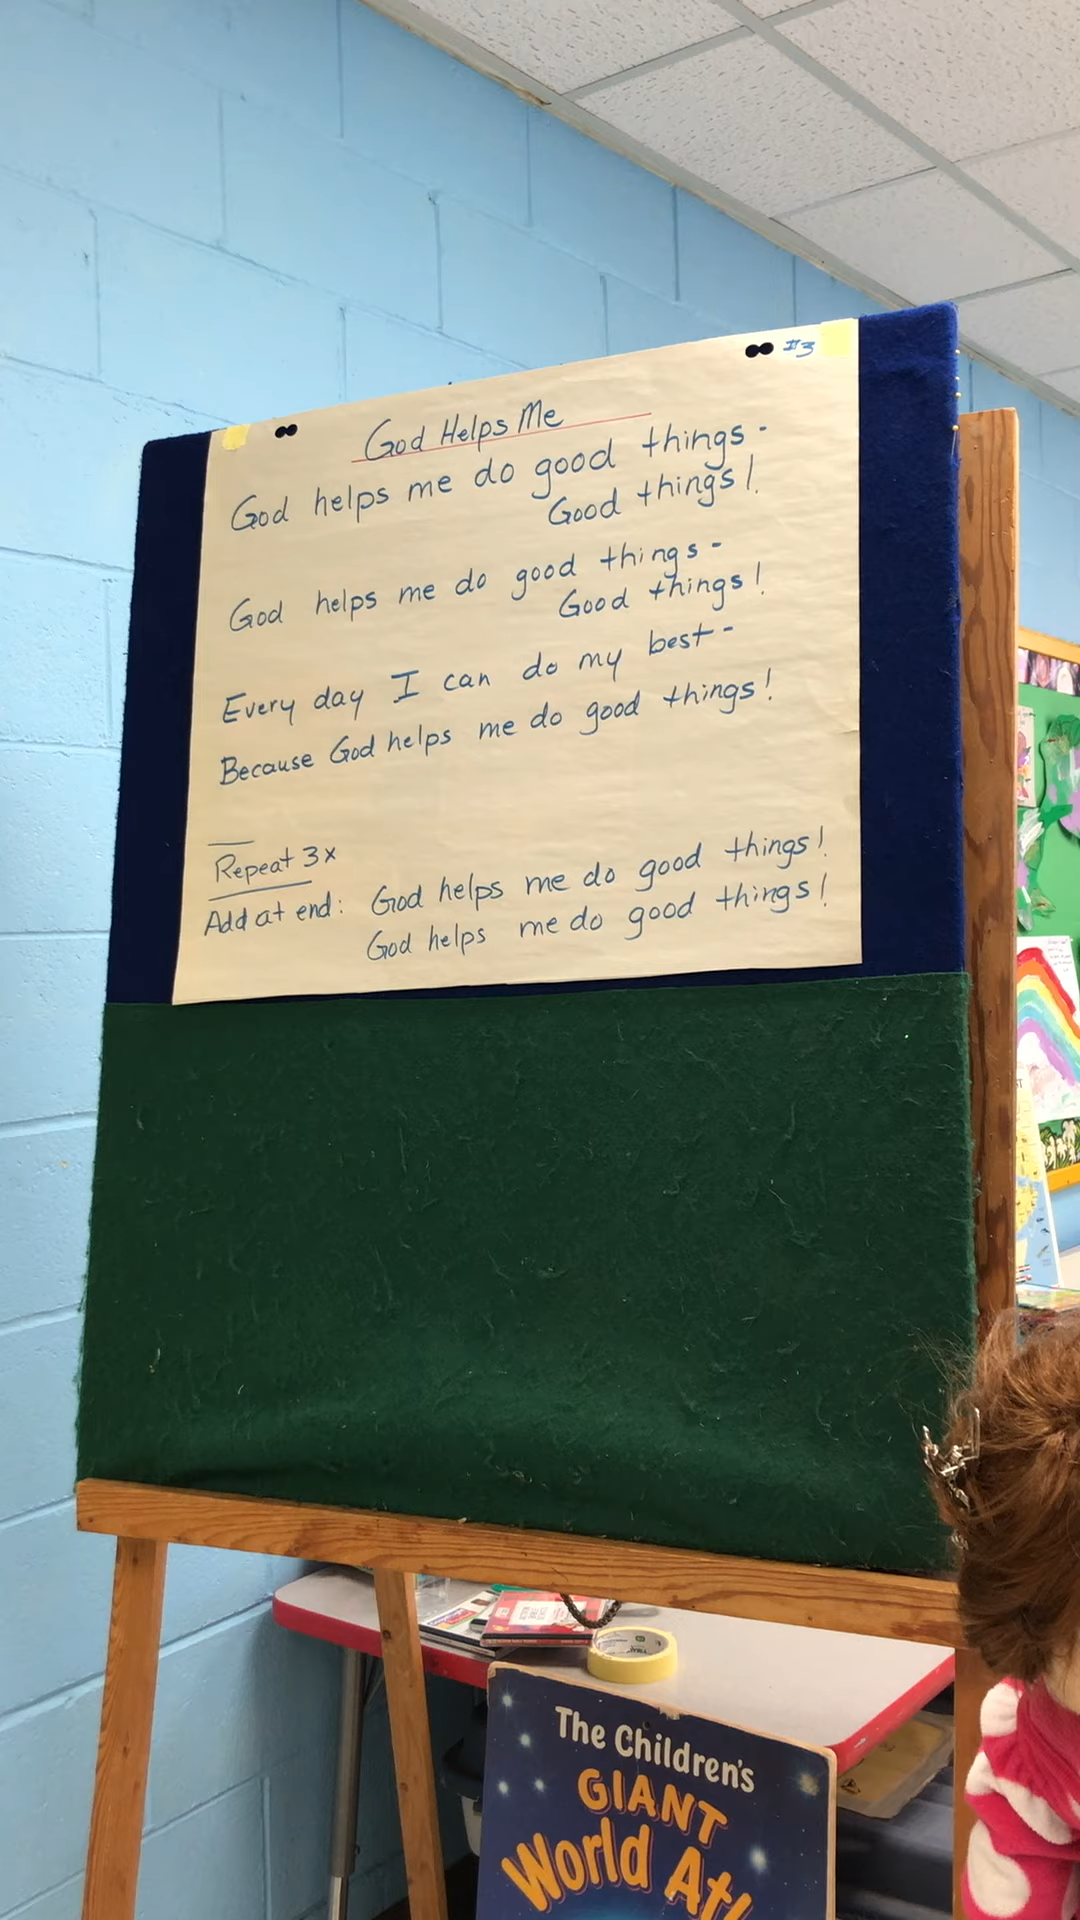 #3
God Helps Me
God helps me do good things -
Good things!
God helps me do good things -
Good things!
Every day I can do my best -
Because God helps me do good things!
Repeat 3x
Add at end: God helps me do good things!
God helps me do good things!
The Children's
GIANT
World